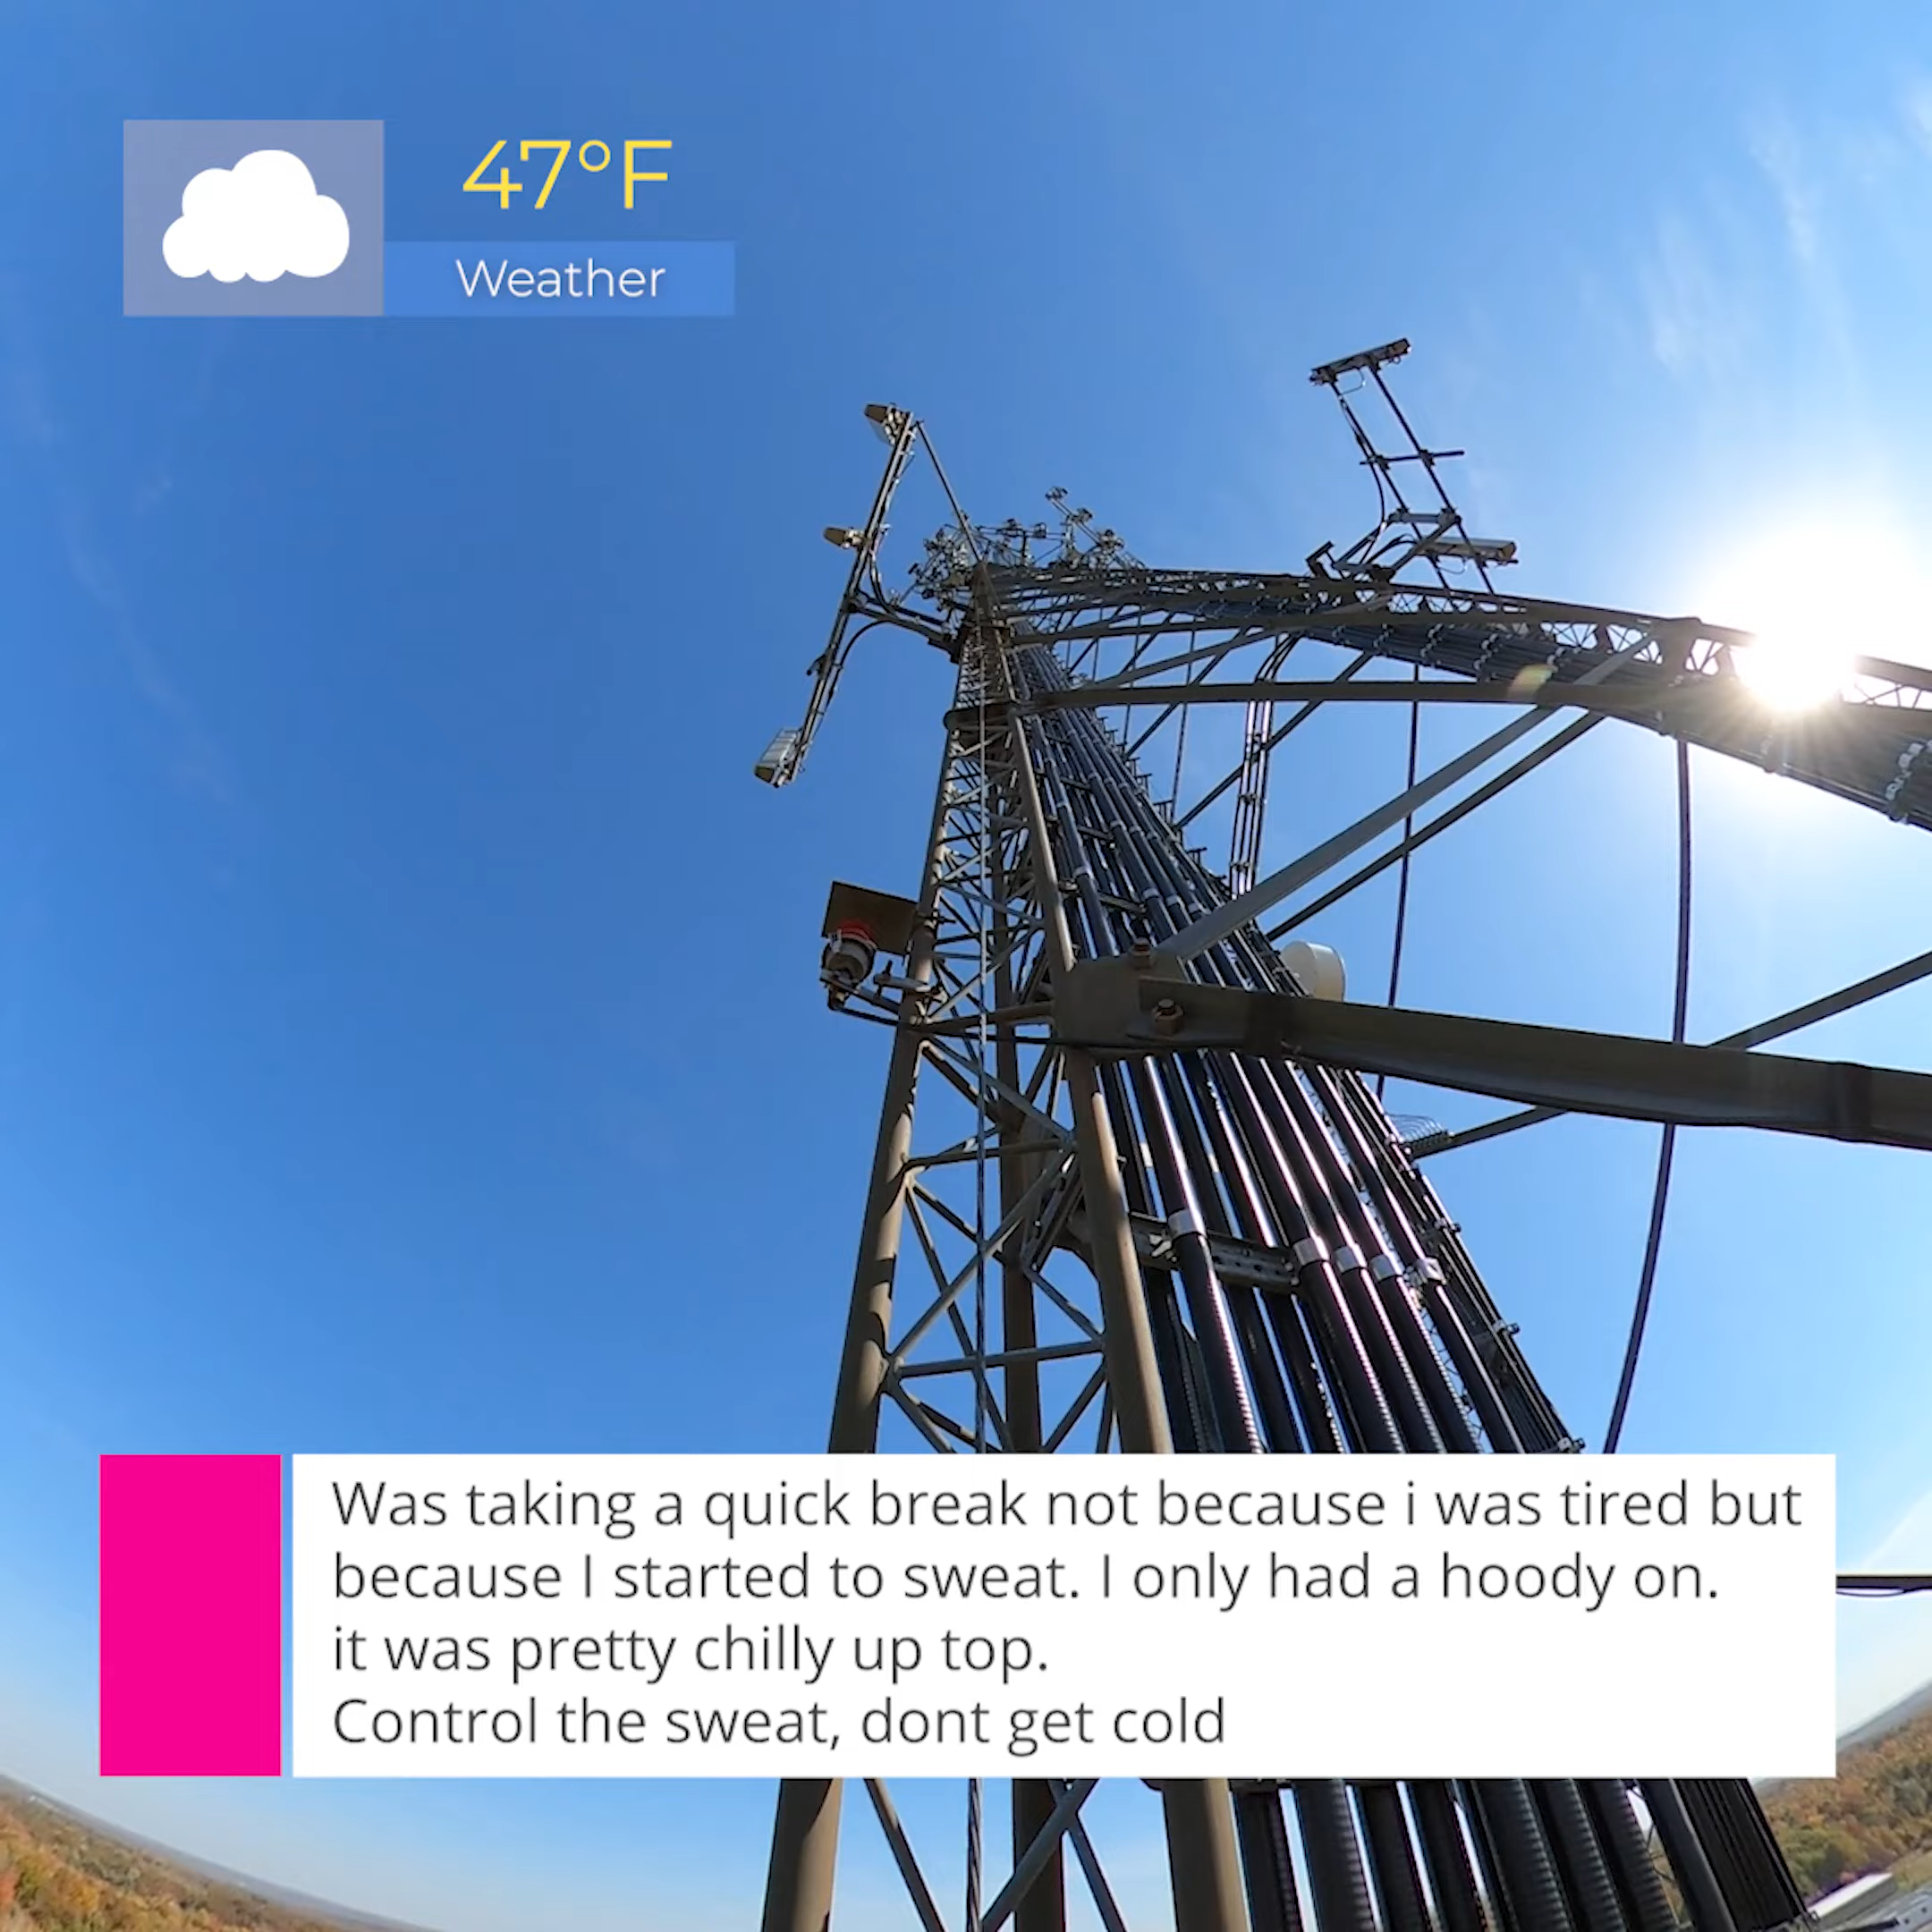 47°F
Weather
Was taking a quick break not because i was tired but
because I started to sweat. I only had a hoody on.
it was pretty chilly up top.
Control the sweat, dont get cold